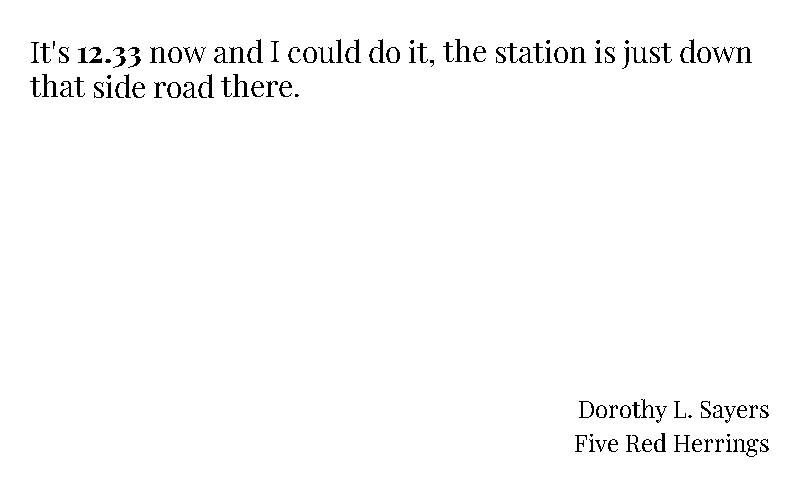 It's 12.33 now and I could do it, the station is just down
that side road there.
Dorothy L. Sayers
Five Red Herrings